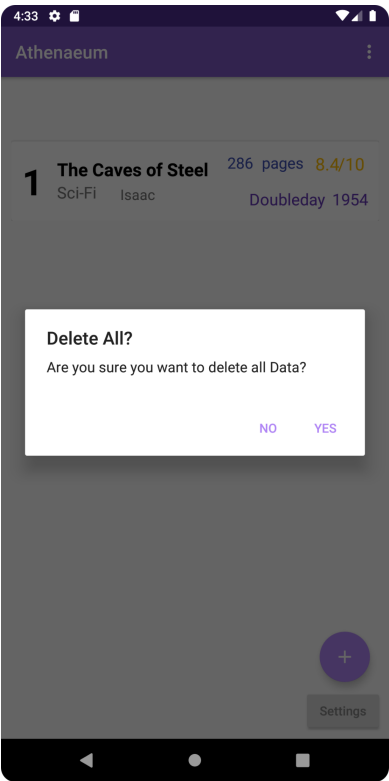 4:33
Athenaeum
1 The Caves of Steel 286 pages 8.4/10
Sci-Fi Isaac Doubleday 1954
Delete All?
Are you sure you want to delete all Data?
NO YES
+
Settings